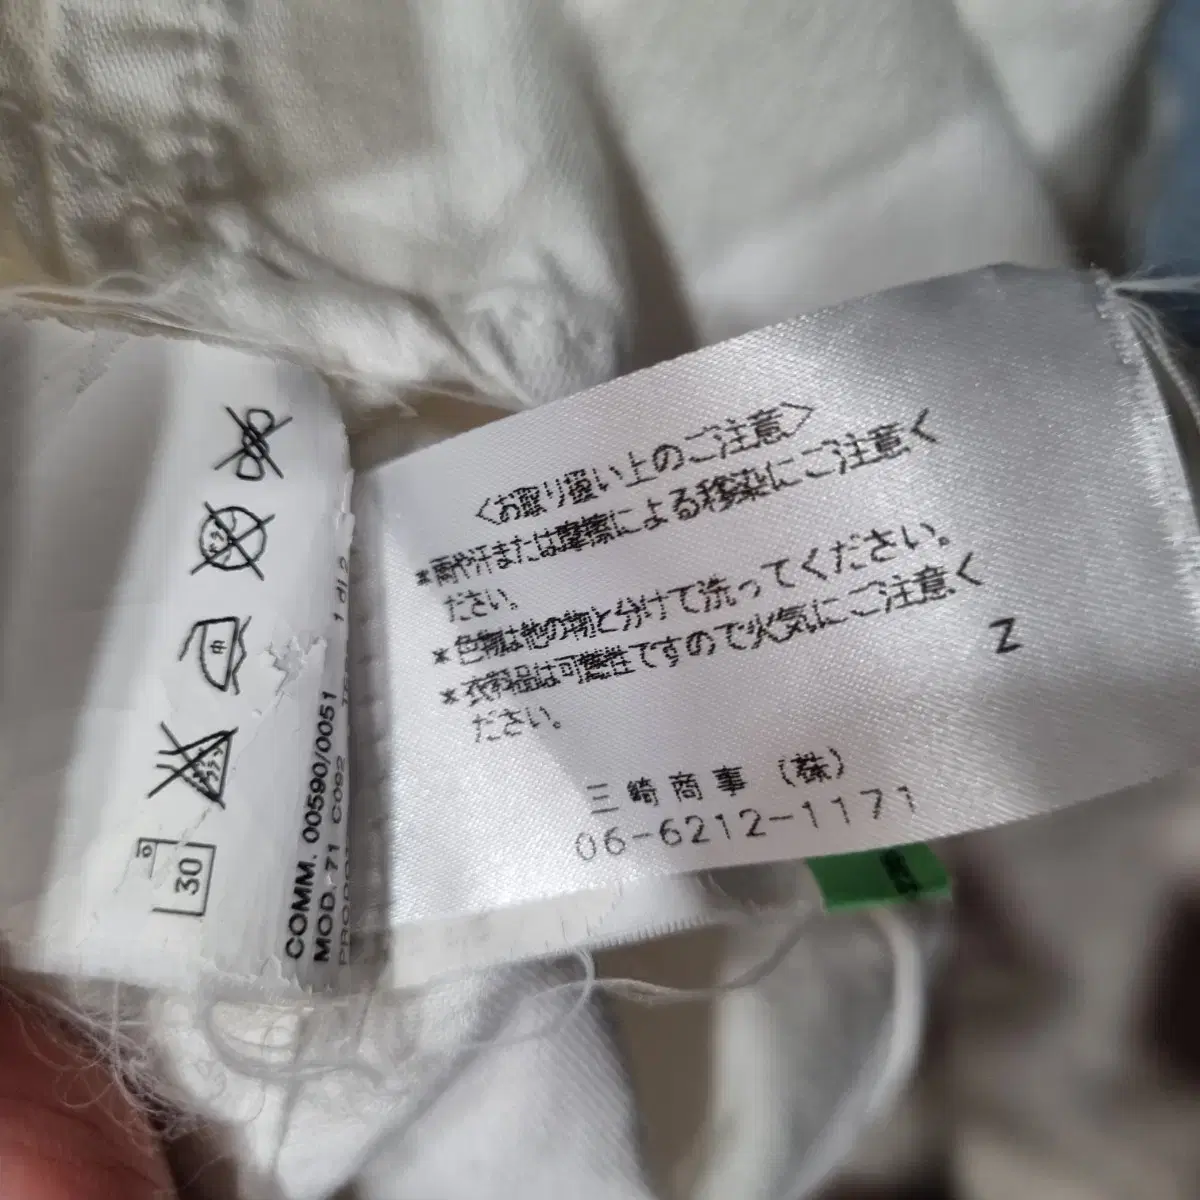 <お取り扱い上のご注意>
*雨や汗または摩擦による移染にご注意く
ださい。
*色物は他の物と分けて洗ってください。
*衣料品は可燃性ですので火気にご注意く
ださい。
Z
三崎商事(株)
06-6212-1171
COMM. 00590/0051
MOD. 71 C092
1 di 2
30